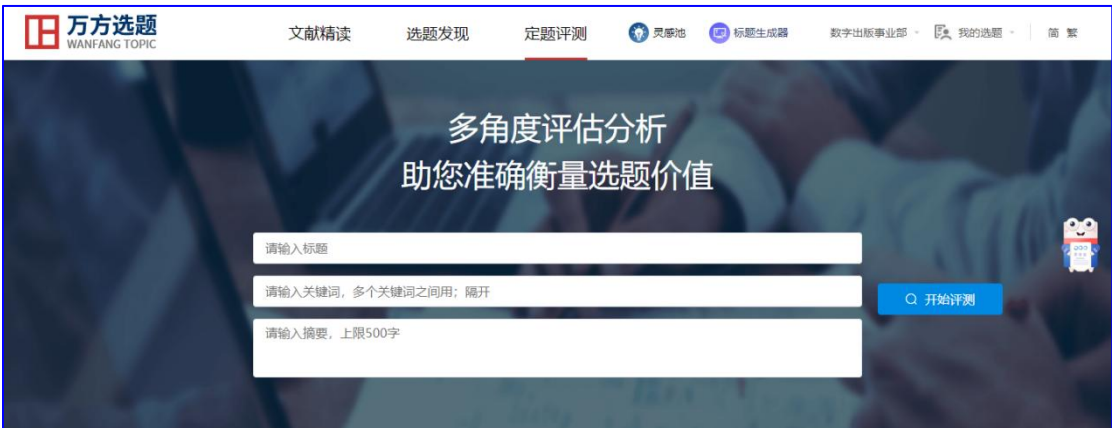 万方选题
WANFANG TOPIC
文献精读
选题发现
定题评测
灵感池
标题生成器
数字出版事业部
我的选题
简 繁
多角度评估分析
助您准确衡量选题价值
请输入标题
请输入关键词，多个关键词之间用；隔开
开始评测
请输入摘要，上限500字